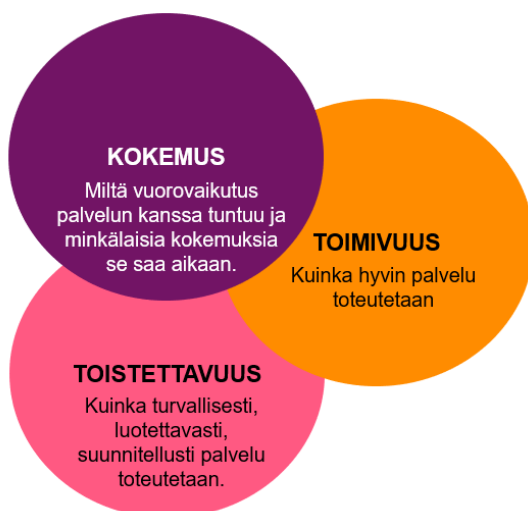 KOKEMUS
Miltä vuorovaikutus
palvelun kanssa tuntuu ja
minkälaisia kokemuksia
se saa aikaan.
TOIMIVUUS
Kuinka hyvin palvelu
toteutetaan
TOISTETTAVUUS
Kuinka turvallisesti,
luotettavasti,
suunnitellusti palvelu
toteutetaan.